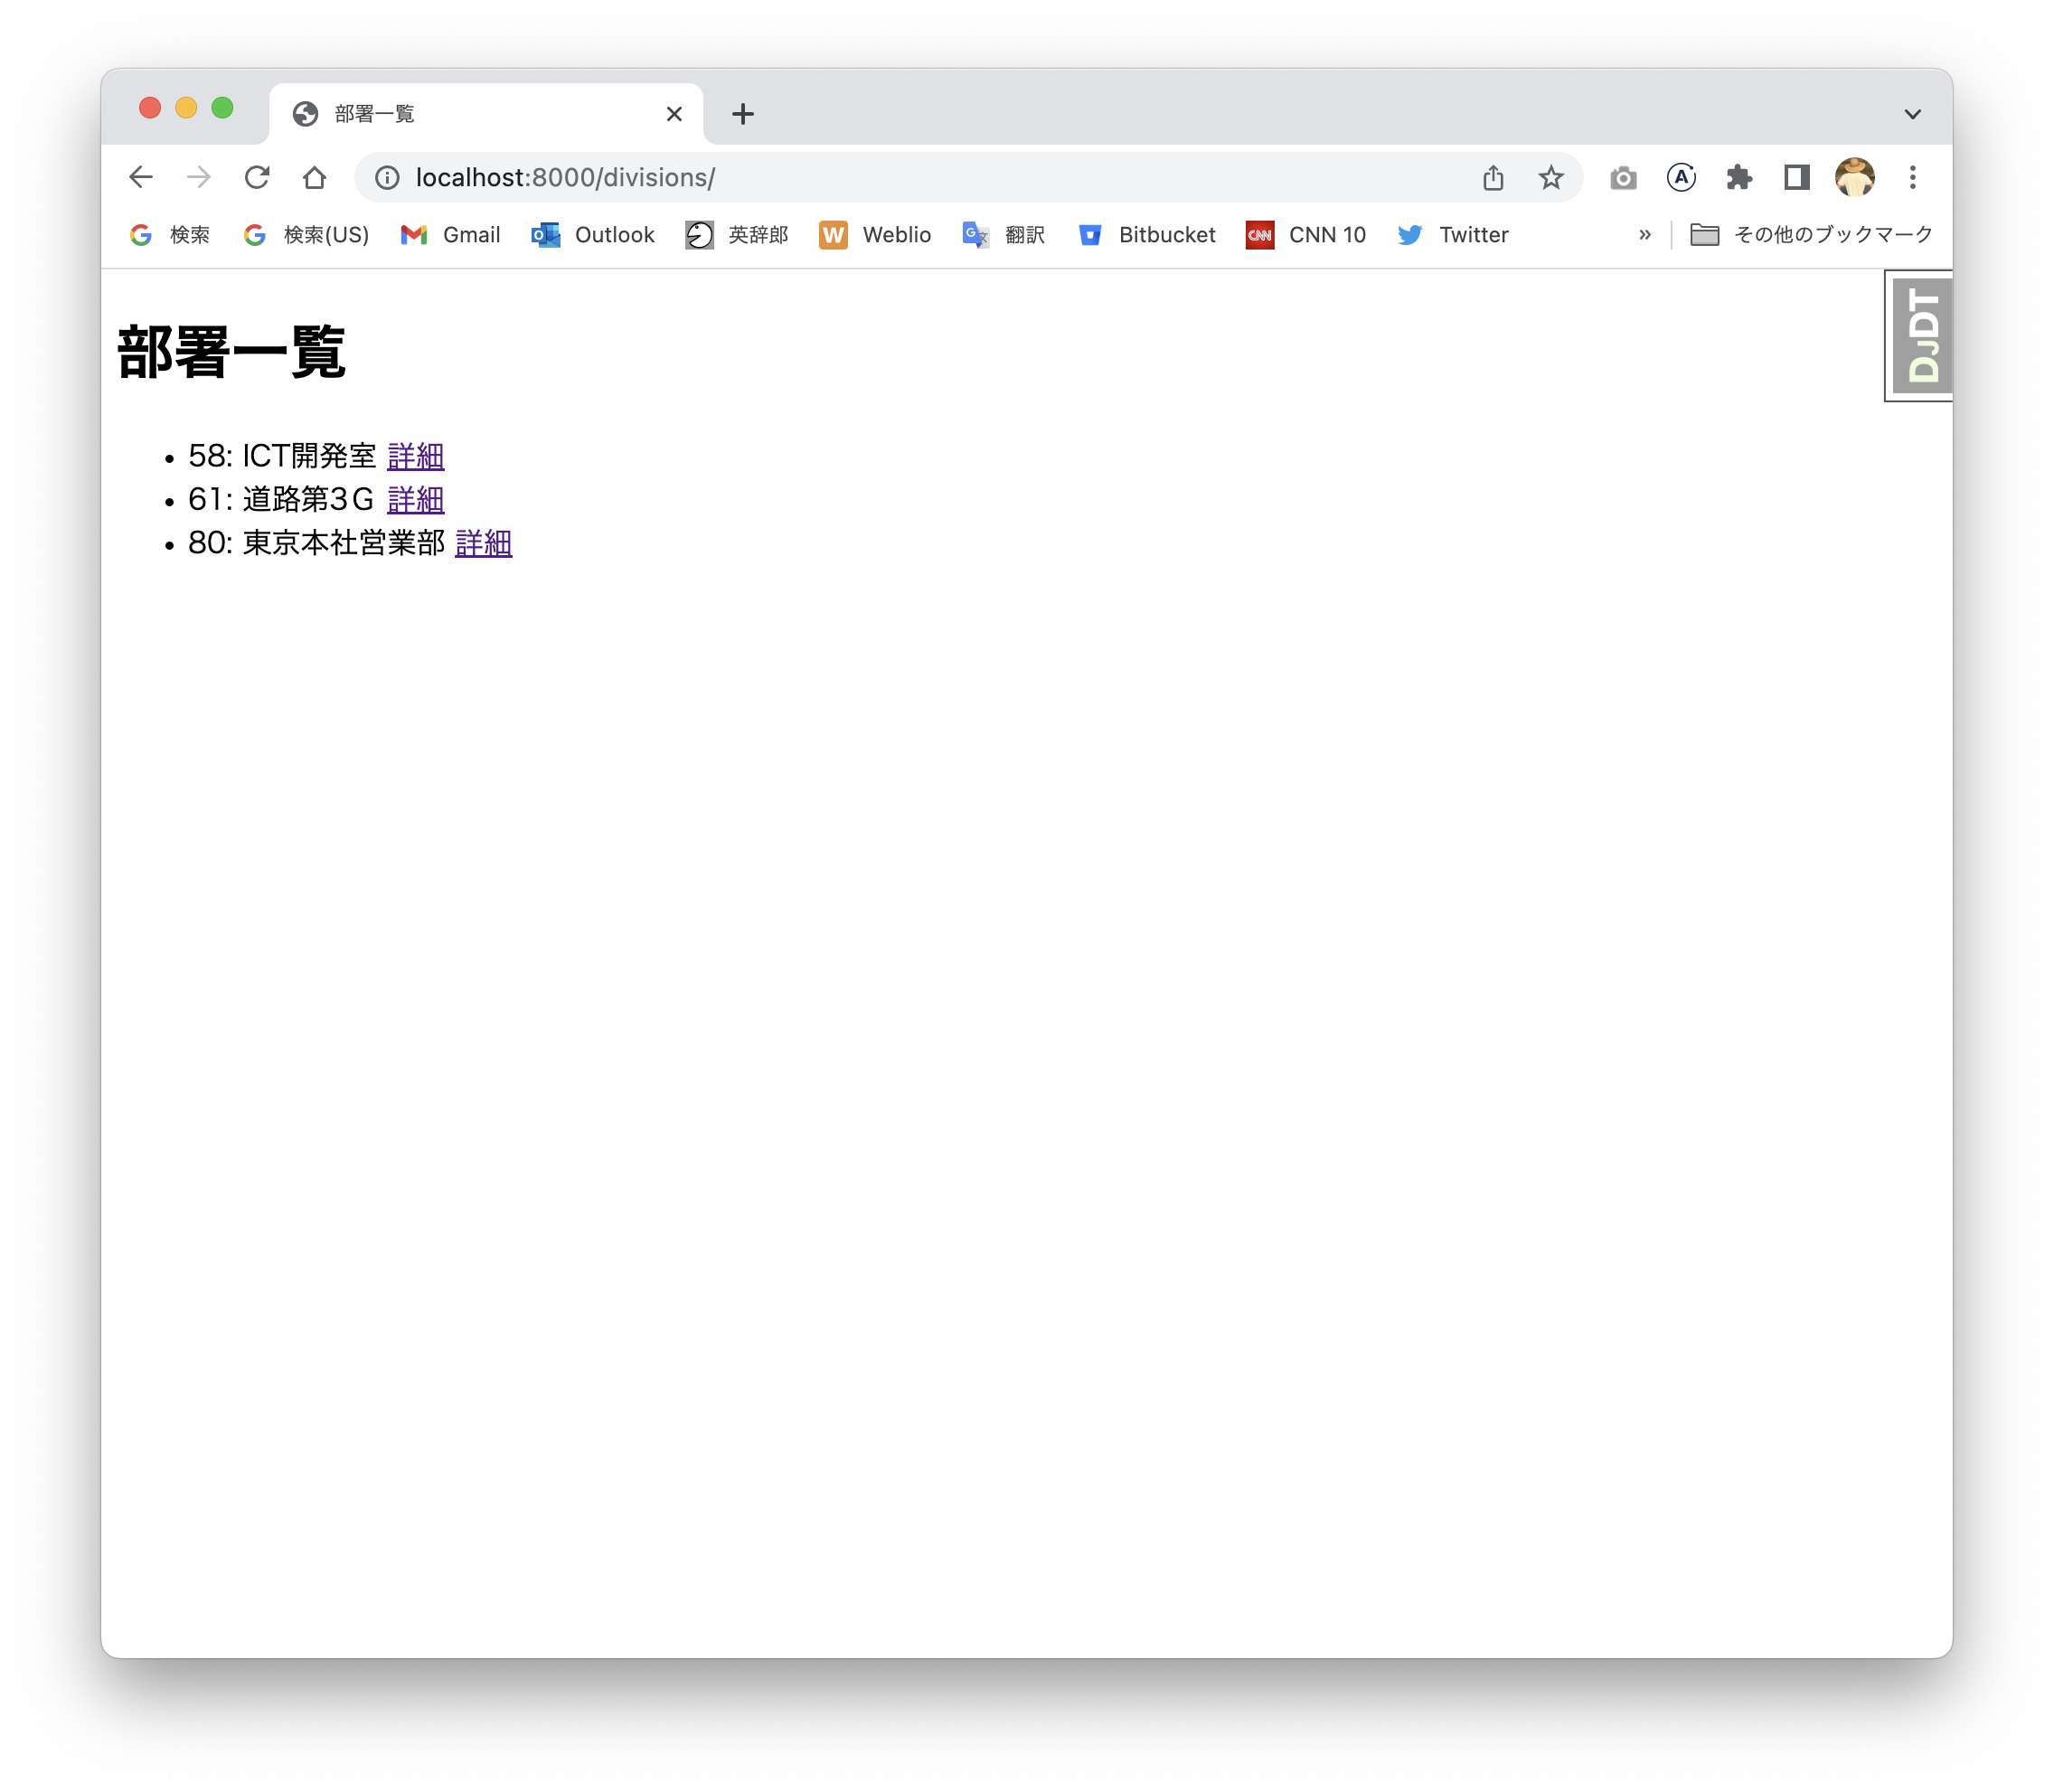 部署一覧
localhost:8000/divisions/
検索 検索(US) Gmail Outlook 英辞郎 W Weblio 翻訳 Bitbucket CNN CNN 10 Twitter » その他のブックマーク
DJDT
部署一覧
• 58: ICT開発室 詳細
• 61: 道路第3Ｇ 詳細
• 80: 東京本社営業部 詳細